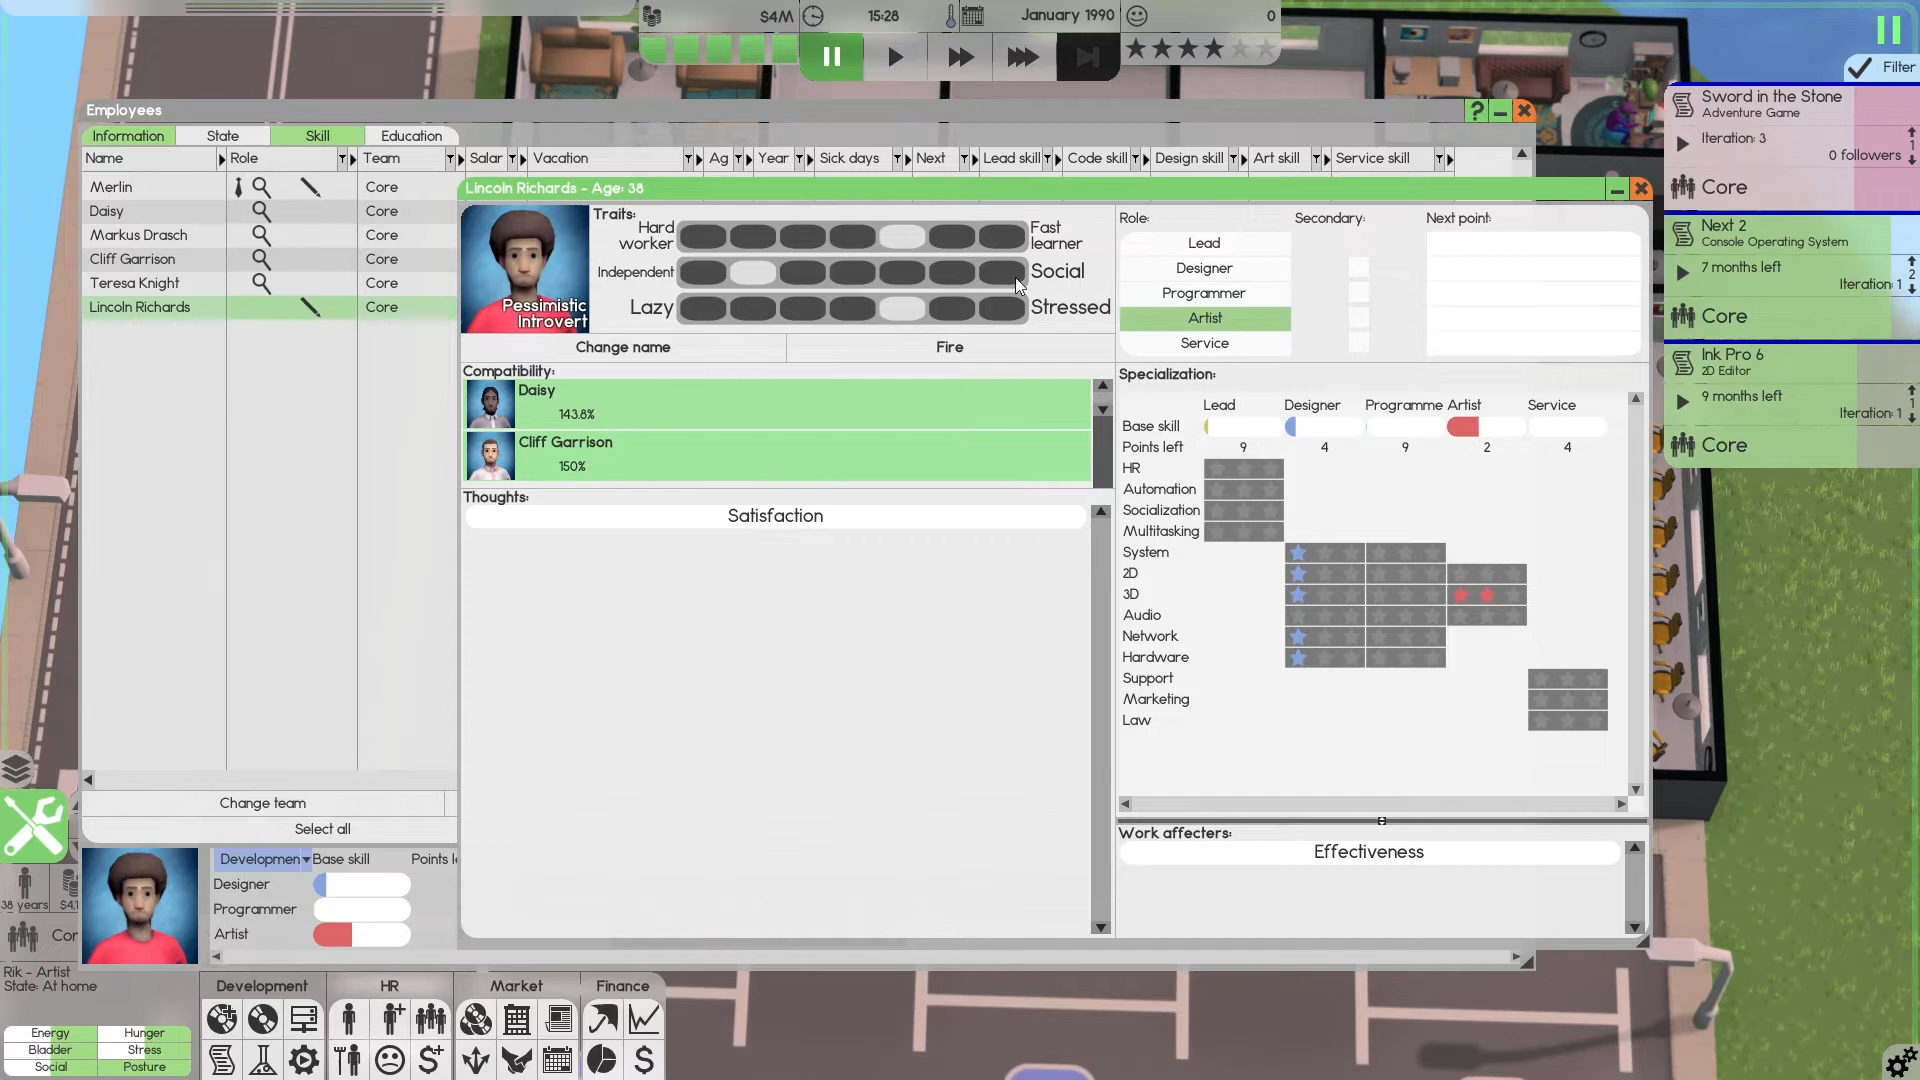 $4M
15:28
January 1990
0
Filter
Employees
Information
State
Skill
Education
Name
Role
Team
Salar
Vacation
Ag
Year
Sick days
Next
Lead skill
Code skill
Design skill
Art skill
Service skill
Merlin
Core
Daisy
Core
Markus Drasch
Core
Cliff Garrison
Core
Teresa Knight
Core
Lincoln Richards
Core
Change team
Select all
Lincoln Richards - Age: 38
Pessimistic
Introvert
Traits:
Hard
worker
Fast
learner
Independent
Social
Lazy
Stressed
Change name
Fire
Compatibility:
Daisy
143.8%
Cliff Garrison
150%
Thoughts:
Satisfaction
Role:
Secondary:
Next point:
Lead
Designer
Programmer
Artist
Service
Specialization:
Lead
Designer
Programme
Artist
Service
Base skill
Points left
9
4
9
2
4
HR
Automation
Socialization
Multitasking
System
2D
3D
Audio
Network
Hardware
Support
Marketing
Law
Work affecters:
Effectiveness
Sword in the Stone
Adventure Game
Iteration: 3
1
0 followers
Core
Next 2
Console Operating System
7 months left
2
Iteration: 1
Core
Ink Pro 6
2D Editor
9 months left
1
Iteration: 1
Core
Developmen
Base skill
Points le
Designer
Programmer
Artist
38 years
$4,1
Cor
Rik - Artist
State: At home
Energy
Hunger
Bladder
Stress
Social
Posture
Development
HR
Market
Finance